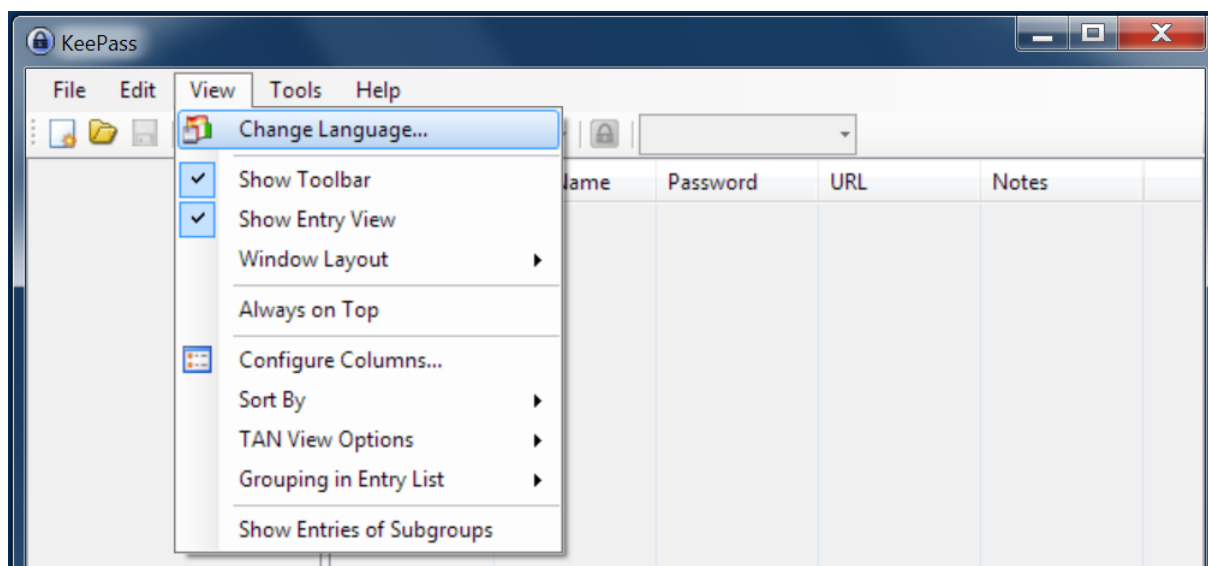 KeePass
File Edit View Tools Help
Change Language...
Show Toolbar
Name Password URL Notes
Show Entry View
Window Layout
Always on Top
Configure Columns...
Sort By
TAN View Options
Grouping in Entry List
Show Entries of Subgroups